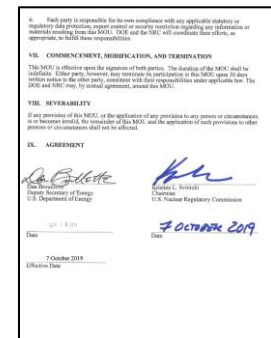 6. Each party is responsible for its own compliance with any applicable statutory or
regulatory data protection, export control or security restriction regarding any information or
materials resulting from this MOU. DOE and the NRC will coordinate their efforts, as
appropriate, to fulfill these responsibilities.
VII. COMMENCEMENT, MODIFICATION, AND TERMINATION
This MOU is effective upon the signature of both parties. The duration of the MOU shall be
indefinite. Either party, however, may terminate its participation in this MOU upon 30 days
written notice to the other party, consistent with their responsibilities under applicable law. The
DOE and NRC may, by mutual agreement, amend this MOU.
VIII. SEVERABILITY
If any provision of this MOU, or the application of any provision to any person or circumstances,
is or becomes invalid, the remainder of this MOU and the application of such provisions to other
persons or circumstances shall not be affected.
IX. AGREEMENT
Dan Brouillette
Deputy Secretary of Energy
U.S. Department of Energy
Kristine L. Svinicki
Chairman
U.S. Nuclear Regulatory Commission
Date
7 OCTOBER 2019
Date
7 October 2019
Effective Date